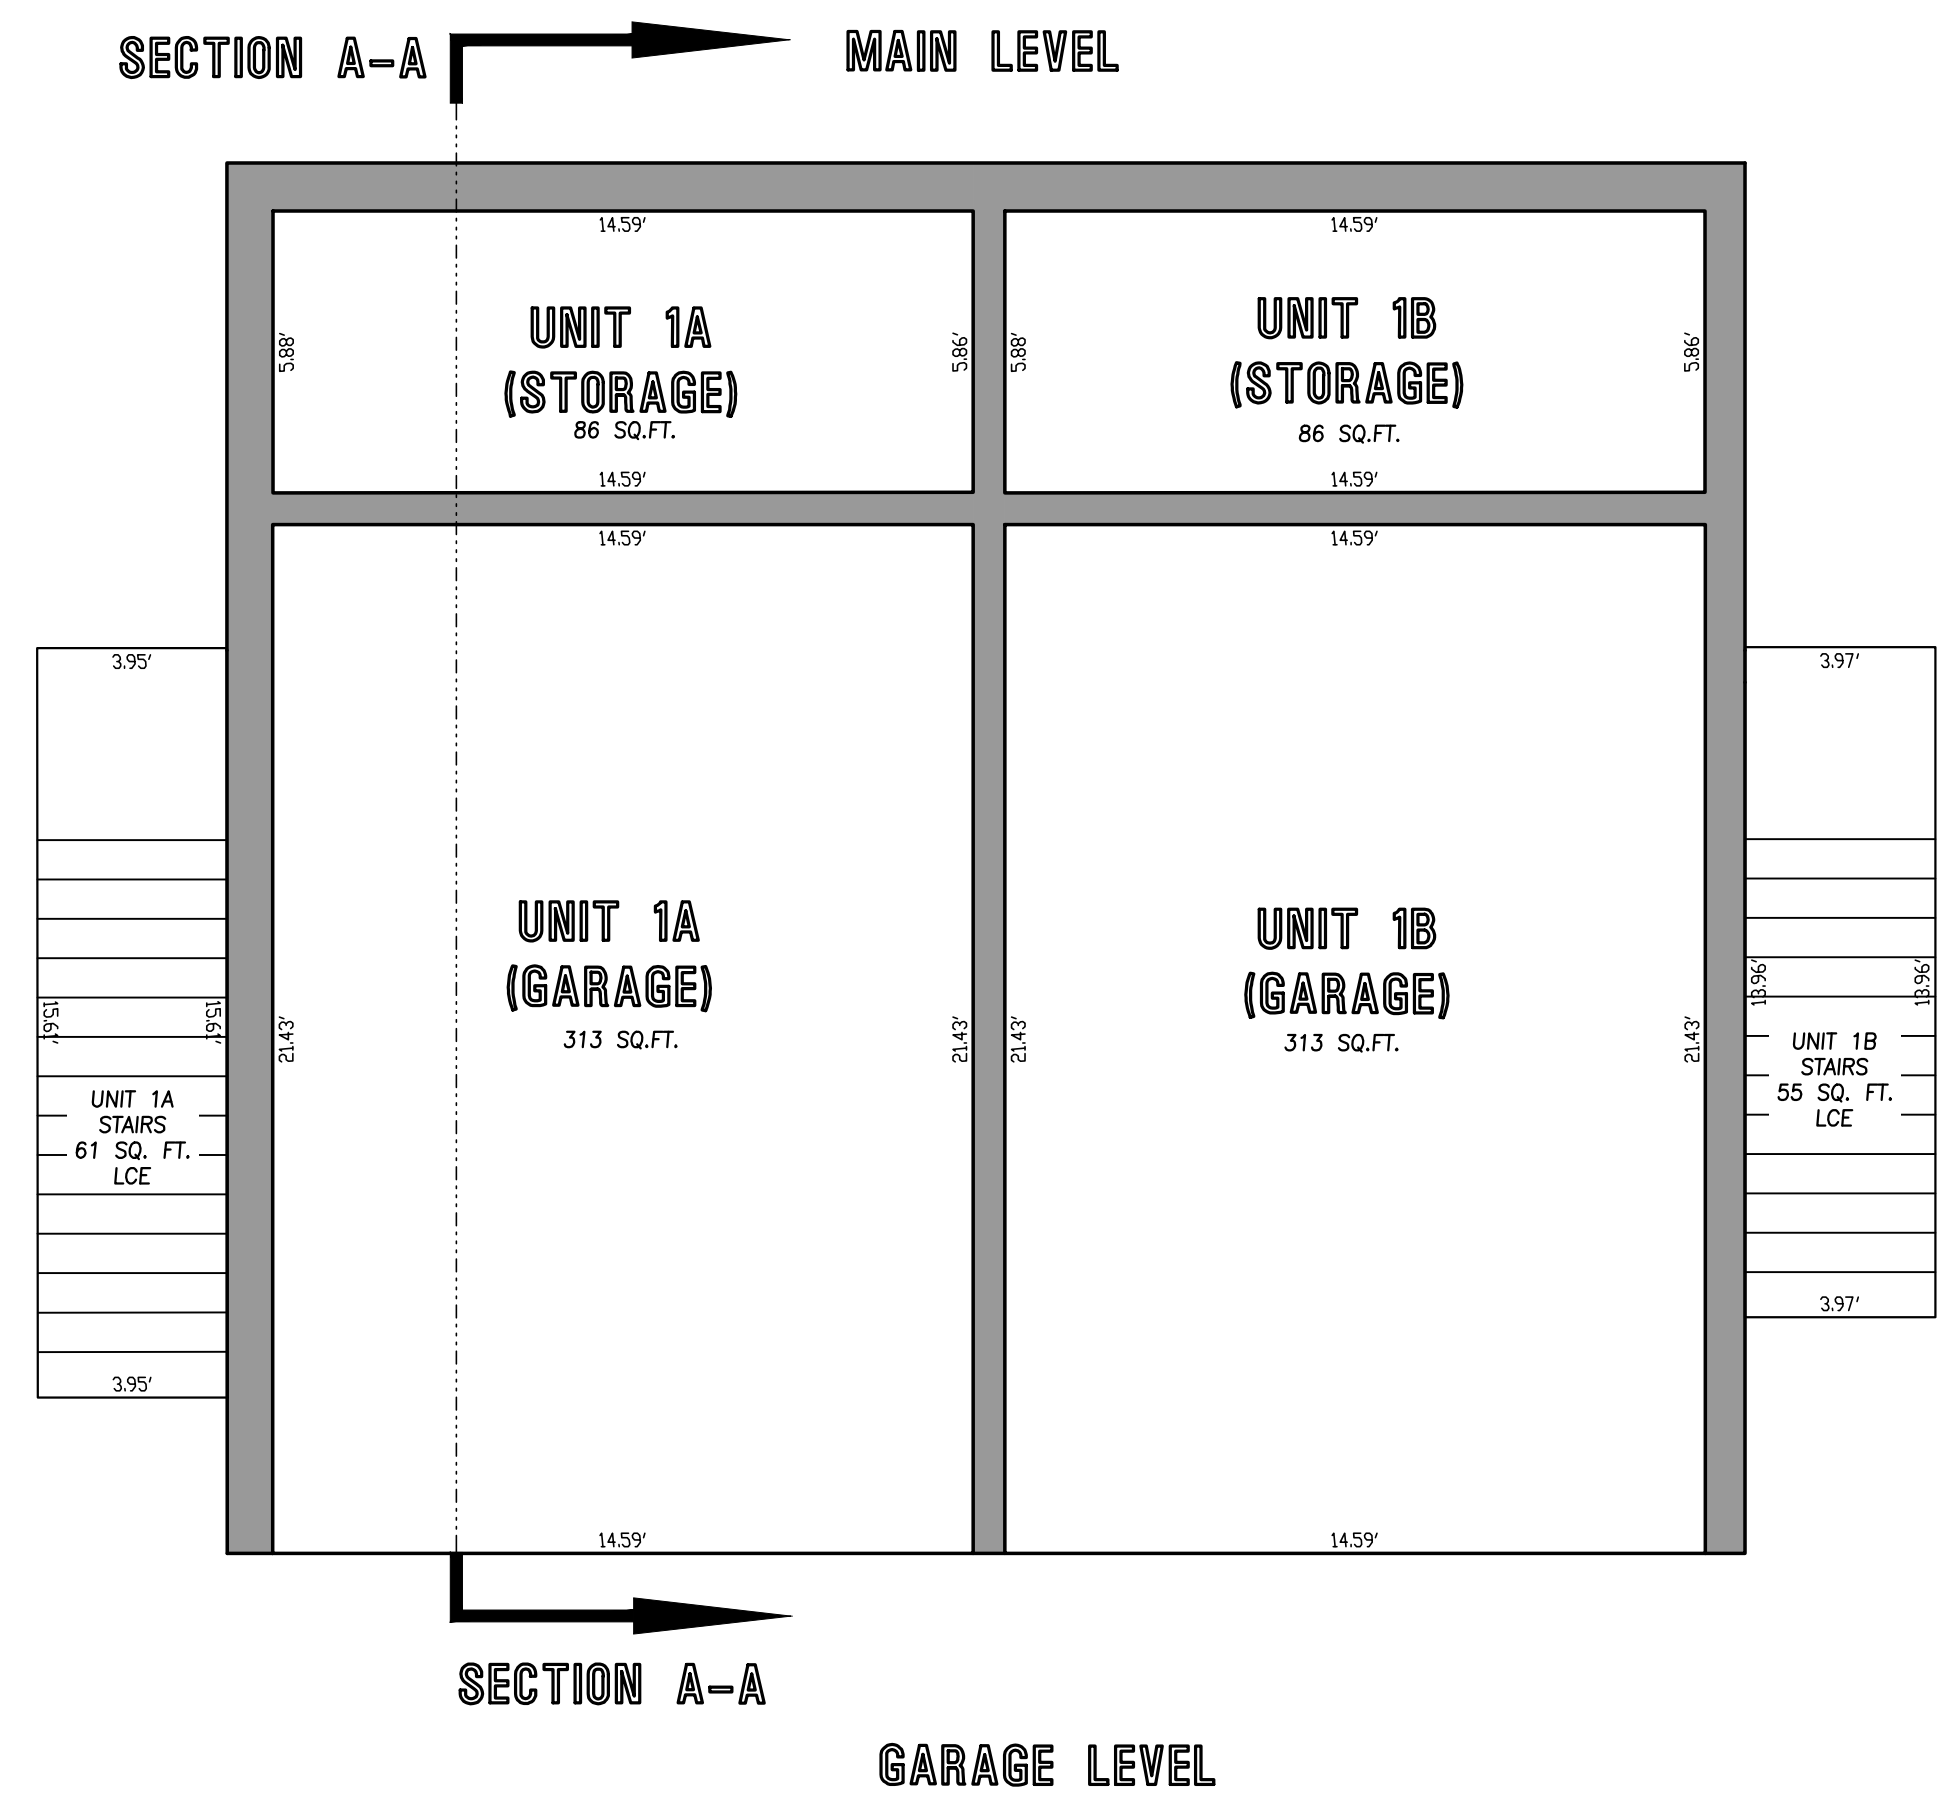 SECTION A-A
MAIN LEVEL
14.59'
14.59'
UNIT 1A
(STORAGE)
86 SQ.FT.
5.88'
5.86'
14.59'
UNIT 1B
(STORAGE)
86 SQ.FT.
5.88'
5.86'
14.59'
14.59'
14.59'
3.95'
3.97'
UNIT 1A
(GARAGE)
313 SQ.FT.
21.43'
21.43'
UNIT 1B
(GARAGE)
313 SQ.FT.
21.43'
21.43'
15.61'
15.61'
UNIT 1A
STAIRS
61 SQ. FT.
LCE
13.96'
13.96'
UNIT 1B
STAIRS
55 SQ. FT.
LCE
3.97'
3.95'
14.59'
14.59'
SECTION A-A
GARAGE LEVEL